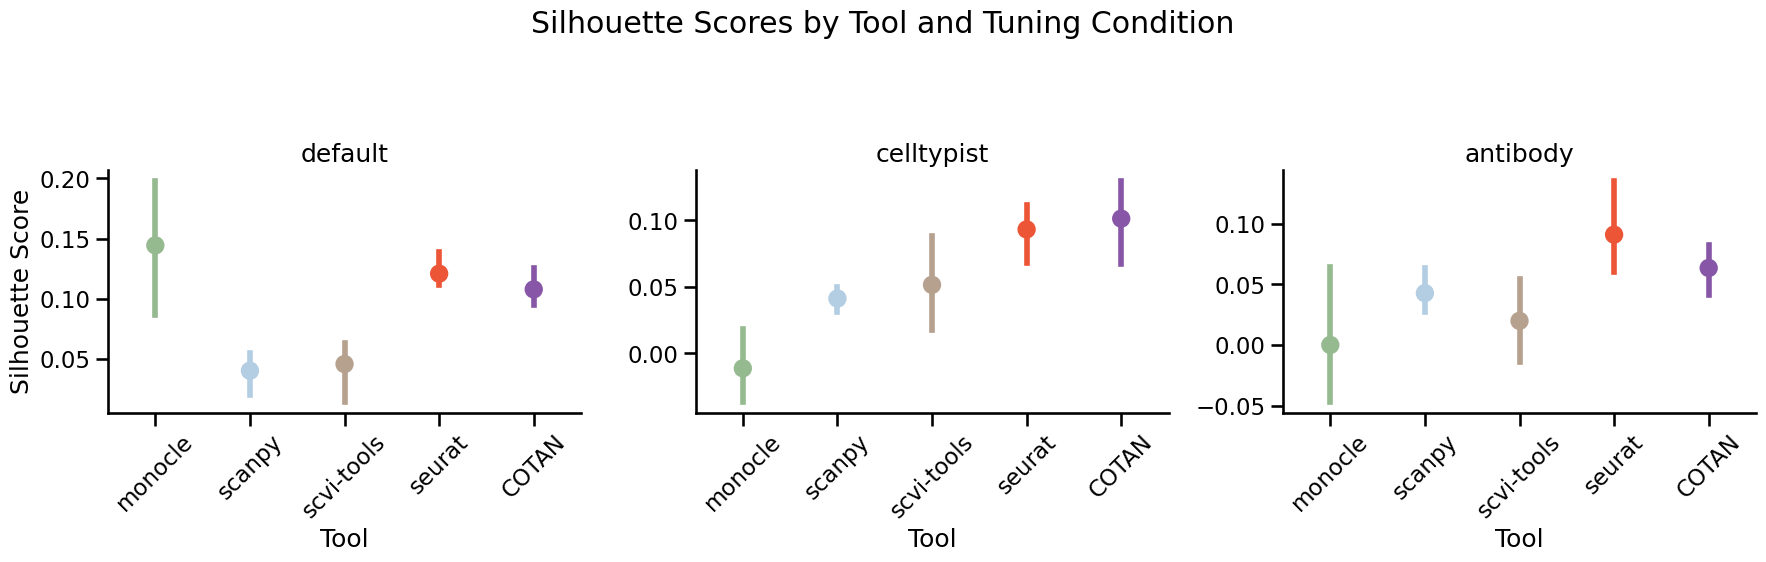 Silhouette Scores by Tool and Tuning Condition
default
Silhouette Score
0.20
0.15
0.10
0.05
monocle
scanpy
scvi-tools
seurat
COTAN
Tool
celltypist
0.10
0.05
0.00
monocle
scanpy
scvi-tools
seurat
COTAN
Tool
antibody
0.10
0.05
0.00
−0.05
monocle
scanpy
scvi-tools
seurat
COTAN
Tool